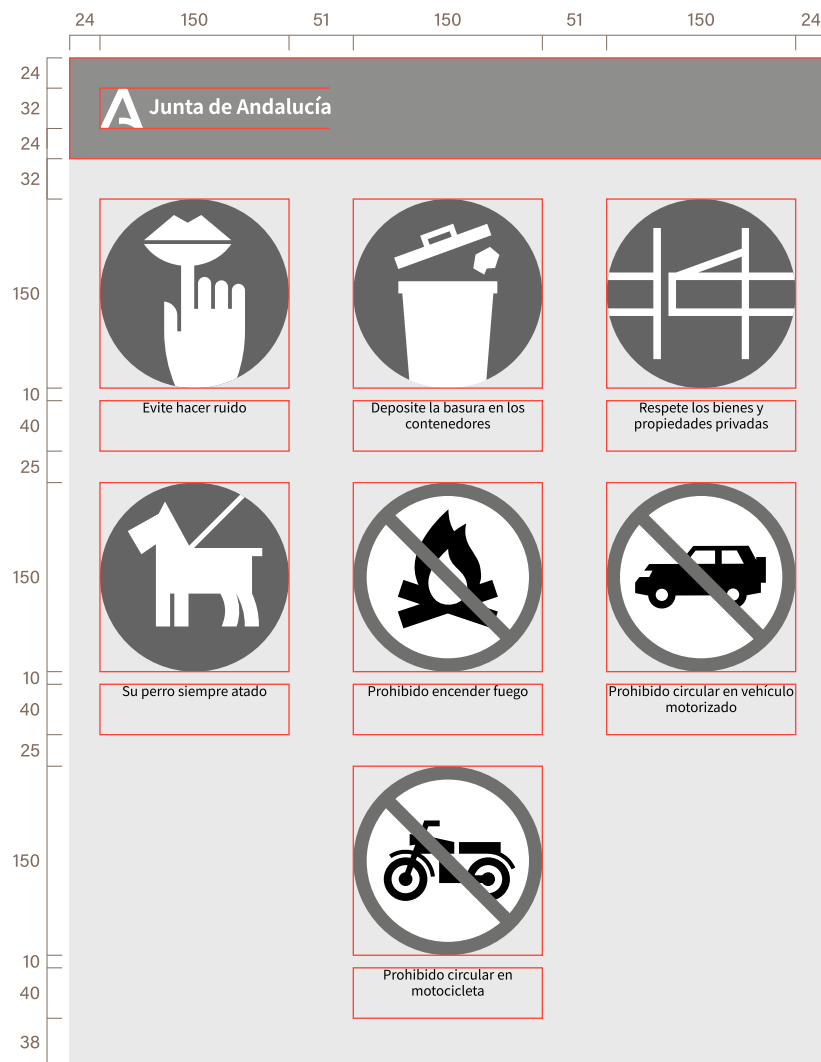 24 150 51 150 51 150 24
24
32
24
32
150
10
40
25
150
10
40
25
150
10
40
38
Junta de Andalucía
Evite hacer ruido
Deposite la basura en los
contenedores
Respete los bienes y
propiedades privadas
Su perro siempre atado
Prohibido encender fuego
Prohibido circular en vehículo
motorizado
Prohibido circular en
motocicleta